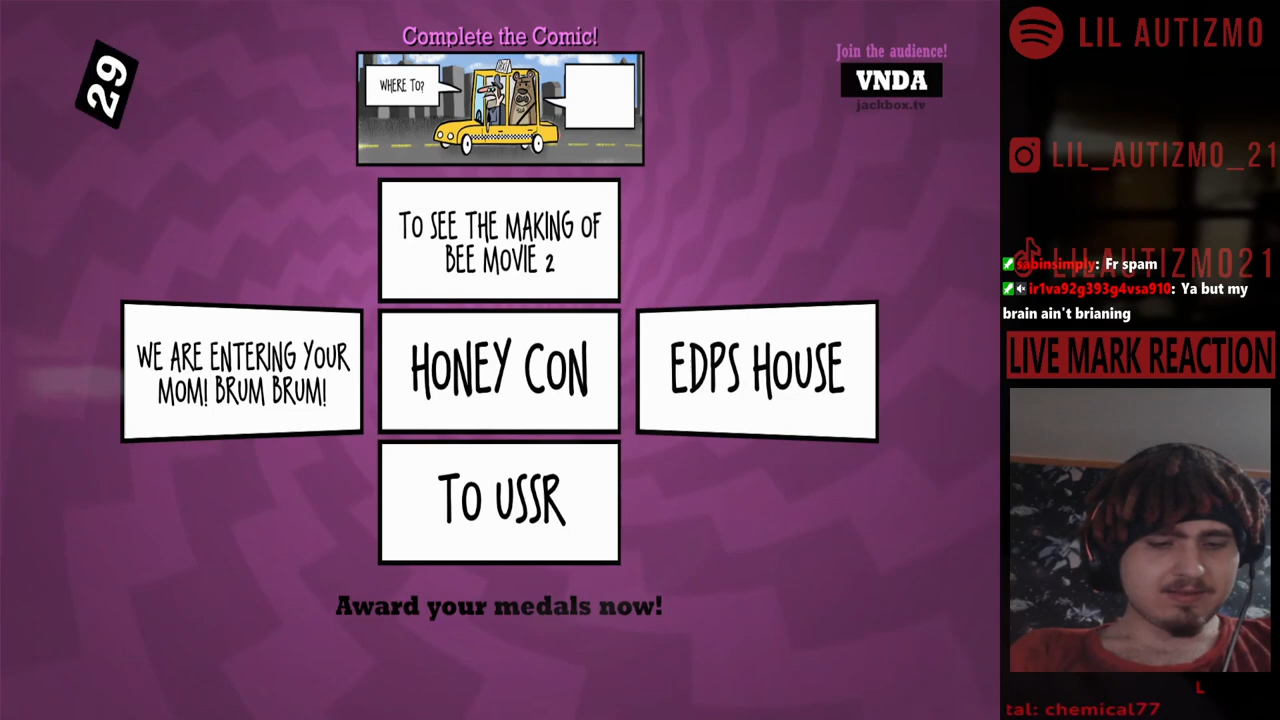 Complete the Comic!
29
WHERE TO?
Join the audience!
VNDA
jackbox.tv
TO SEE THE MAKING OF
BEE MOVIE 2
WE ARE ENTERING YOUR
MOM! BRUM BRUM!
HONEY CON
EDPS HOUSE
TO USSR
Award your medals now!
LIL AUTIZMO
LIL_AUTIZMO_21
LILAUTIZMO21
sabinsimply: Fr spam
ir1va92g393g4vsa910: Ya but my
brain ain't brianing
LIVE MARK REACTION
L
tal: chemical77